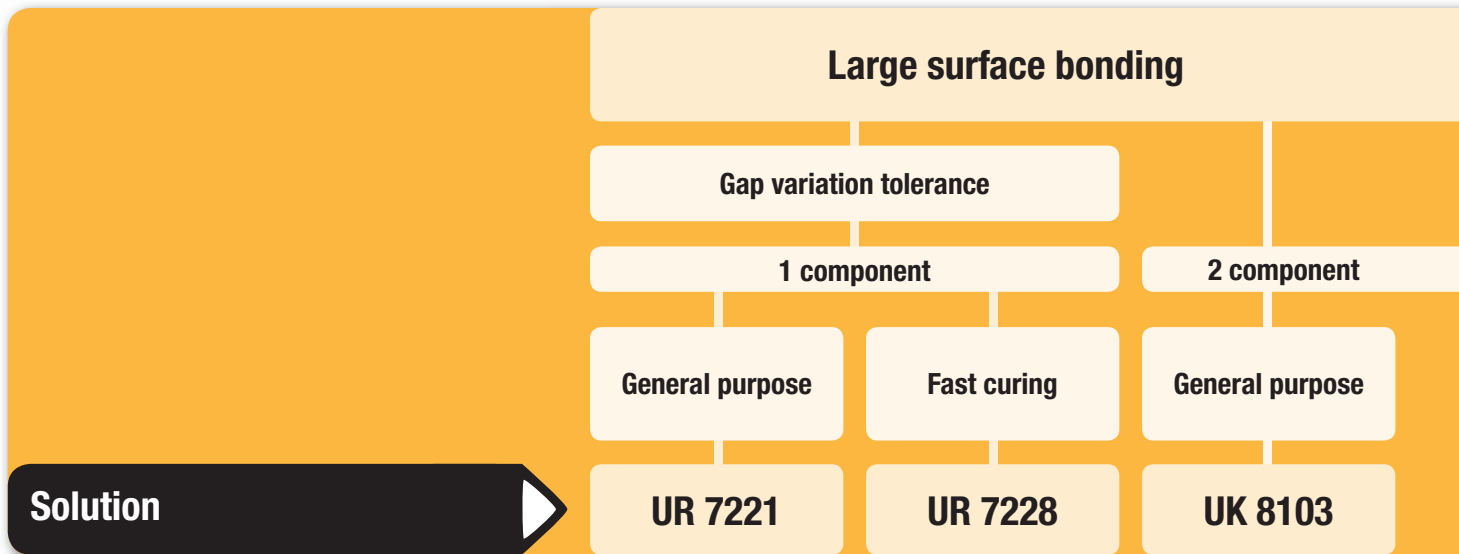 Large surface bonding
Gap variation tolerance
1 component
2 component
General purpose
Fast curing
General purpose
Solution
UR 7221
UR 7228
UK 8103